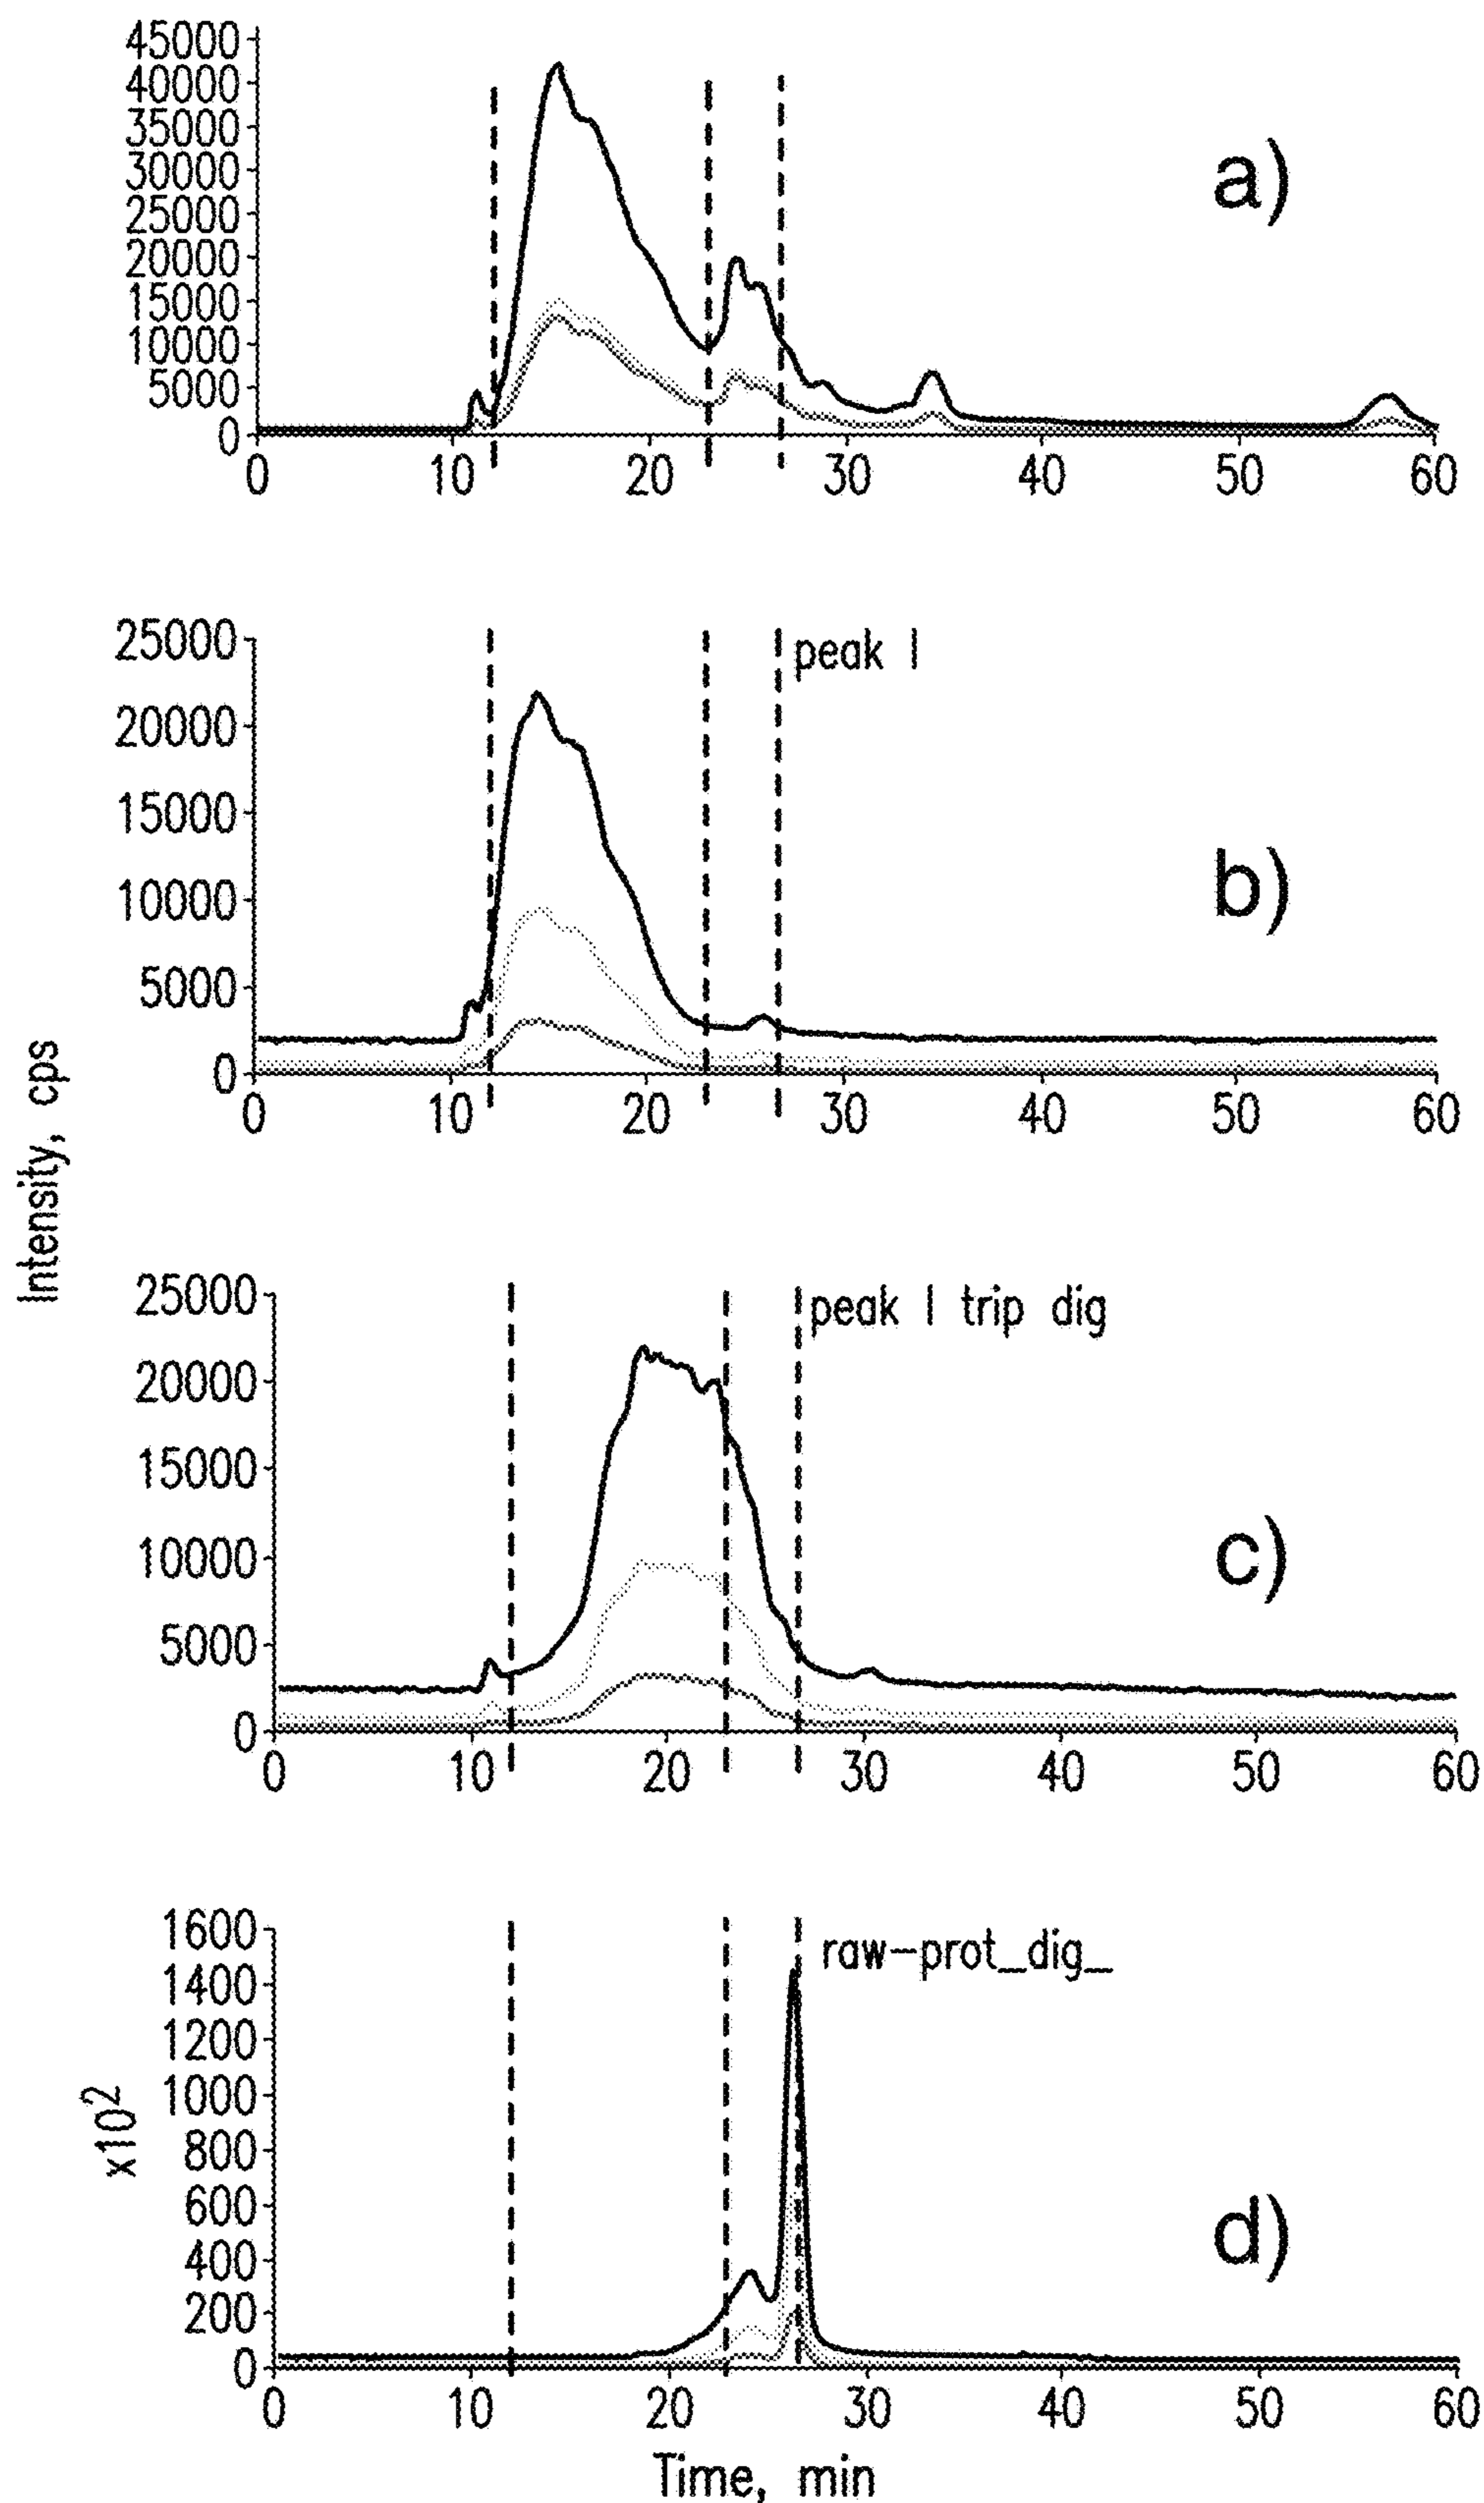 45000
40000
35000
30000
25000
20000
15000
10000
5000
0
0 10 20 30 40 50 60
a)
25000
20000
15000
10000
5000
0
0 10 20 30 40 50 60
peak I
b)
Intensity, cps
25000
20000
15000
10000
5000
0
0 10 20 30 40 50 60
peak I trip dig
c)
1600
1400
1200
1000
800
600
400
200
0
x10²
0 10 20 30 40 50 60
raw-prot_dig_
d)
Time, min